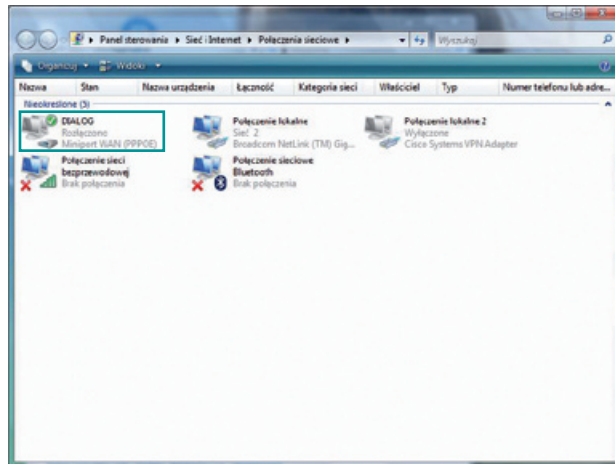 Panel sterowania ▸ Sieć i Internet ▸ Połączenia sieciowe ▸
Wyszukaj
Organizuj Widoki
Nazwa Stan Nazwa urządzenia Łączność Kategoria sieci Właściciel Typ Numer telefonu lub adre...
Nieokreślone (5)
DIALOG
Rozłączono
Miniport WAN (PPPOE)
Połączenie lokalne
Sieć 2
Broadcom NetLink (TM) Gig...
Połączenie lokalne 2
Wyłączone
Cisco Systems VPN Adapter
Połączenie sieci
bezprzewodowej
Brak połączenia
Połączenie sieciowe
Bluetooth
Brak połączenia